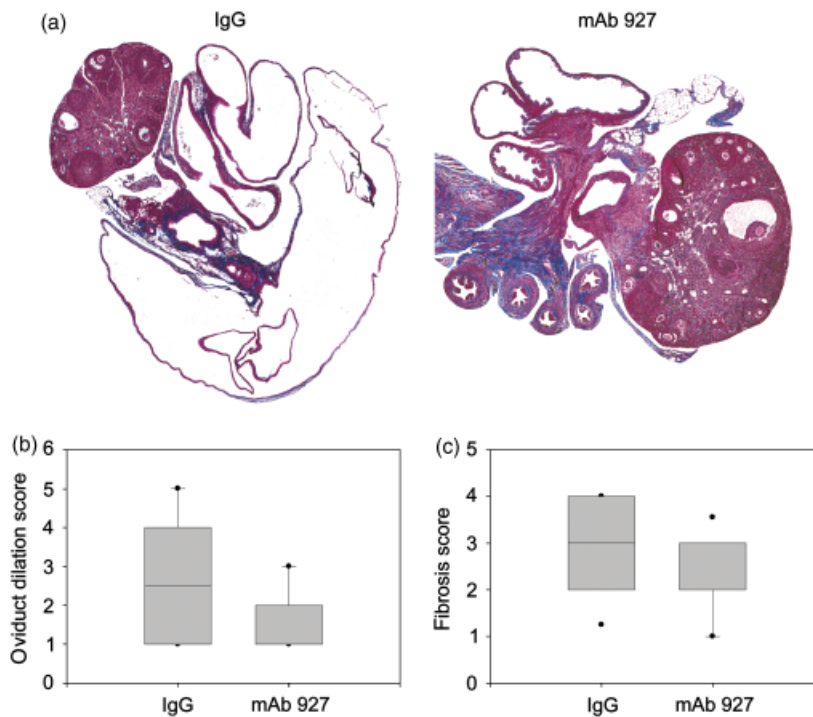 (a)
IgG
mAb 927
(b)
6
5
4
3
2
1
0
Oviduct dilation score
IgG
mAb 927
(c)
5
4
3
2
1
0
Fibrosis score
IgG
mAb 927